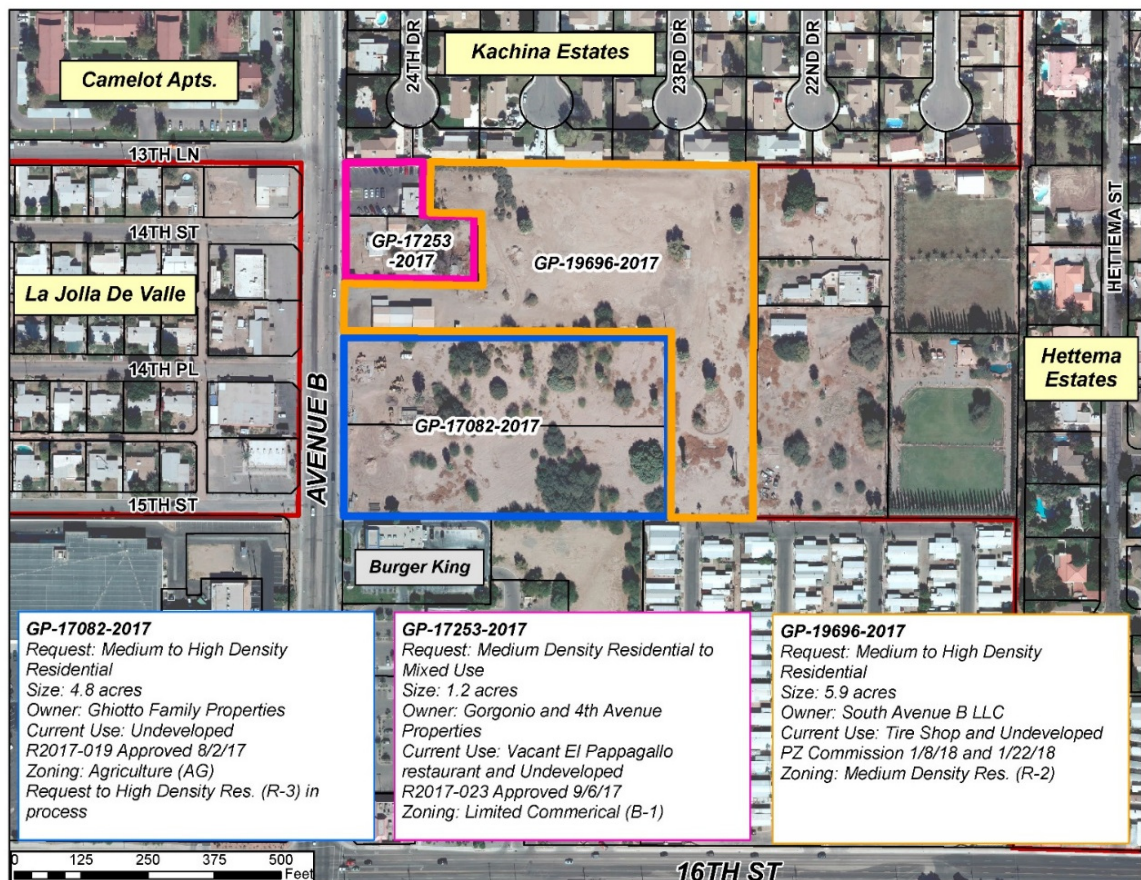 Kachina Estates
Camelot Apts.
24TH DR
23RD DR
22ND DR
13TH LN
14TH ST
HETTEMA ST
GP-17253
-2017
GP-19696-2017
La Jolla De Valle
14TH PL
Hettema
Estates
AVENUE B
GP-17082-2017
15TH ST
Burger King
GP-17082-2017
Request: Medium to High Density
Residential
Size: 4.8 acres
Owner: Ghiotto Family Properties
Current Use: Undeveloped
R2017-019 Approved 8/2/17
Zoning: Agriculture (AG)
Request to High Density Res. (R-3) in
process
GP-17253-2017
Request: Medium Density Residential to
Mixed Use
Size: 1.2 acres
Owner: Gorgonio and 4th Avenue
Properties
Current Use: Vacant El Pappagallo
restaurant and Undeveloped
R2017-023 Approved 9/6/17
Zoning: Limited Commerical (B-1)
GP-19696-2017
Request: Medium to High Density
Residential
Size: 5.9 acres
Owner: South Avenue B LLC
Current Use: Tire Shop and Undeveloped
PZ Commission 1/8/18 and 1/22/18
Zoning: Medium Density Res. (R-2)
0 125 250 375 500
Feet
16TH ST